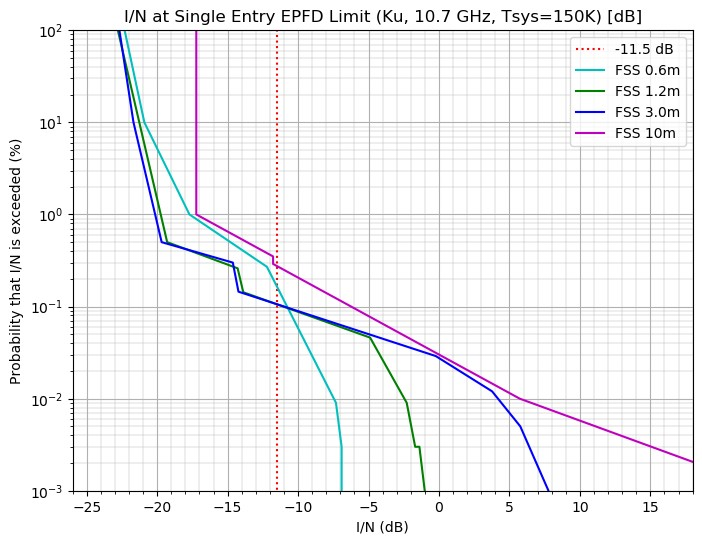 I/N at Single Entry EPFD Limit (Ku, 10.7 GHz, Tsys=150K) [dB]
-11.5 dB
FSS 0.6m
FSS 1.2m
FSS 3.0m
FSS 10m
Probability that I/N is exceeded (%)
10²
10¹
10⁰
10⁻¹
10⁻²
10⁻³
−25 −20 −15 −10 −5 0 5 10 15
I/N (dB)